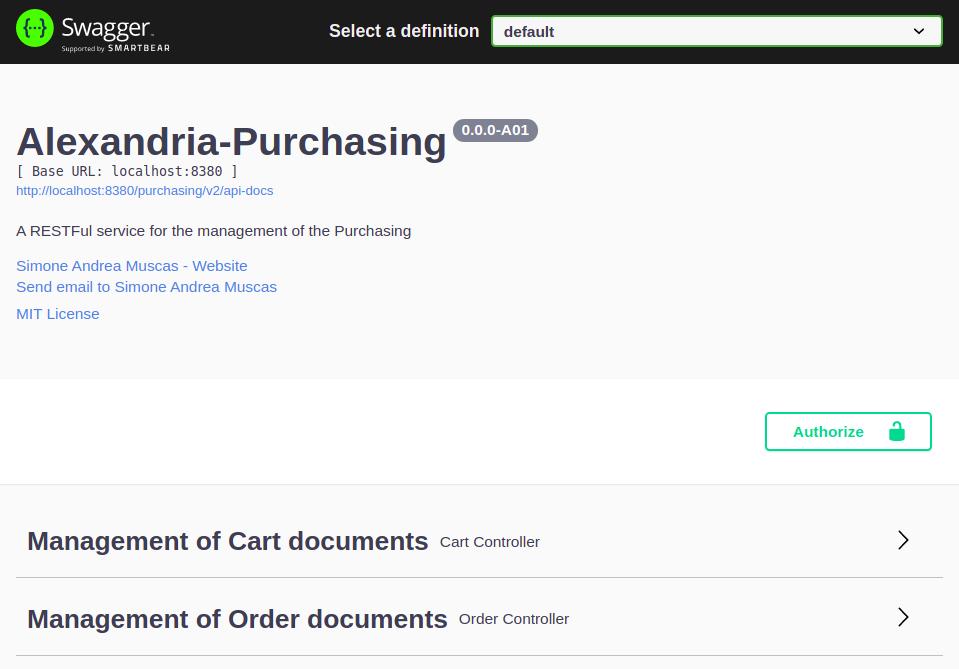 Swagger
Supported by SMARTBEAR
Select a definition
default
Alexandria-Purchasing 0.0.0-A01
[ Base URL: localhost:8380 ]
http://localhost:8380/purchasing/v2/api-docs
A RESTFul service for the management of the Purchasing
Simone Andrea Muscas - Website
Send email to Simone Andrea Muscas
MIT License
Authorize
Management of Cart documents Cart Controller
Management of Order documents Order Controller